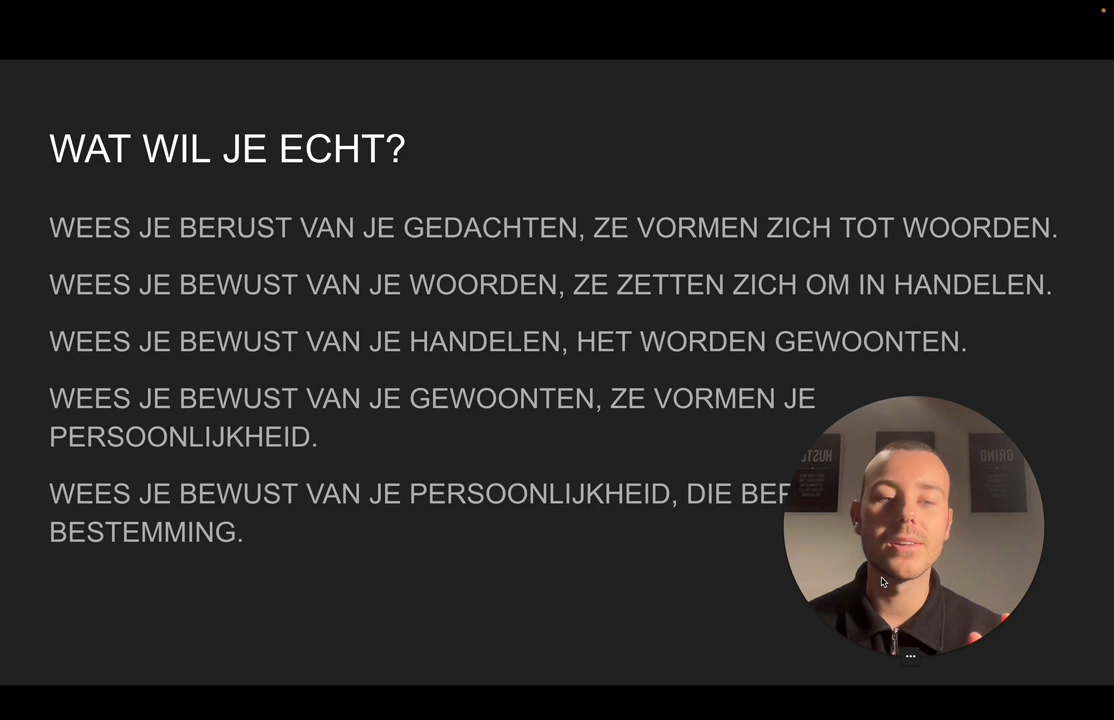 WAT WIL JE ECHT?
WEES JE BERUST VAN JE GEDACHTEN, ZE VORMEN ZICH TOT WOORDEN.
WEES JE BEWUST VAN JE WOORDEN, ZE ZETTEN ZICH OM IN HANDELEN.
WEES JE BEWUST VAN JE HANDELEN, HET WORDEN GEWOONTEN.
WEES JE BEWUST VAN JE GEWOONTEN, ZE VORMEN JE
PERSOONLIJKHEID.
WEES JE BEWUST VAN JE PERSOONLIJKHEID, DIE
BESTEMMING.
HUSTLE
GRIND